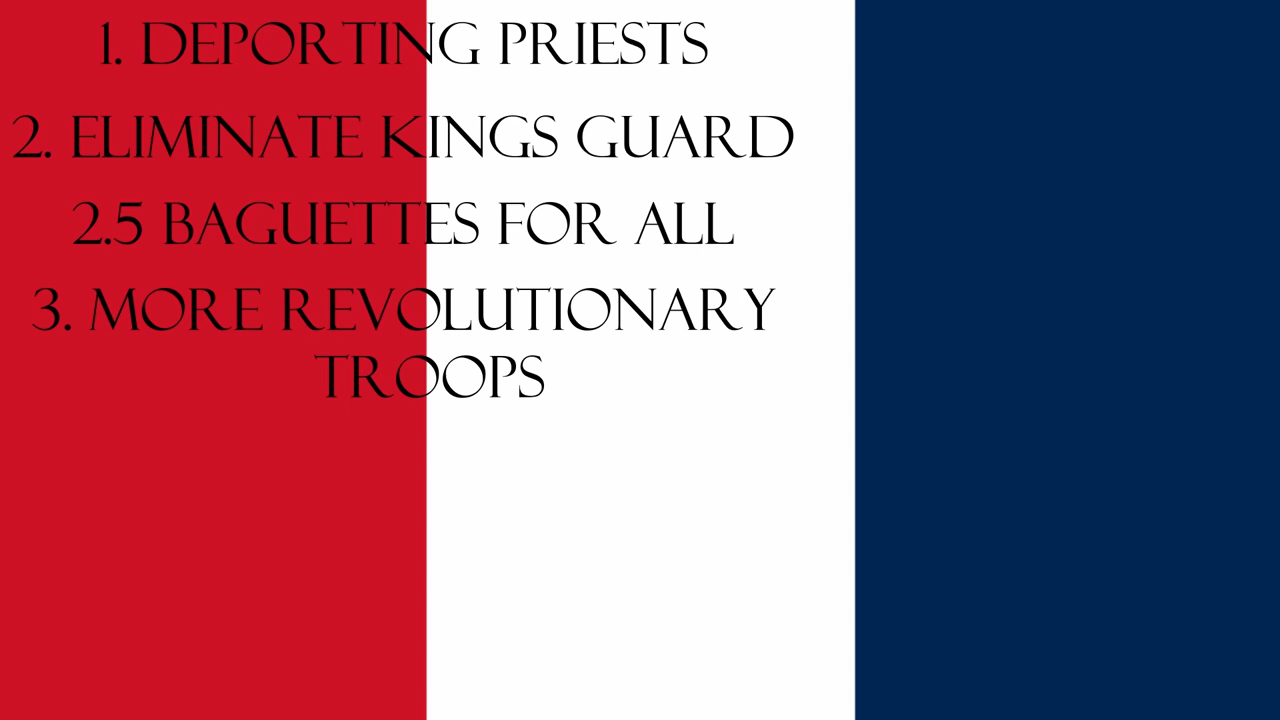 1. DEPORTING PRIESTS
2. ELIMINATE KINGS GUARD
2.5 BAGUETTES FOR ALL
3. MORE REVOLUTIONARY
TROOPS